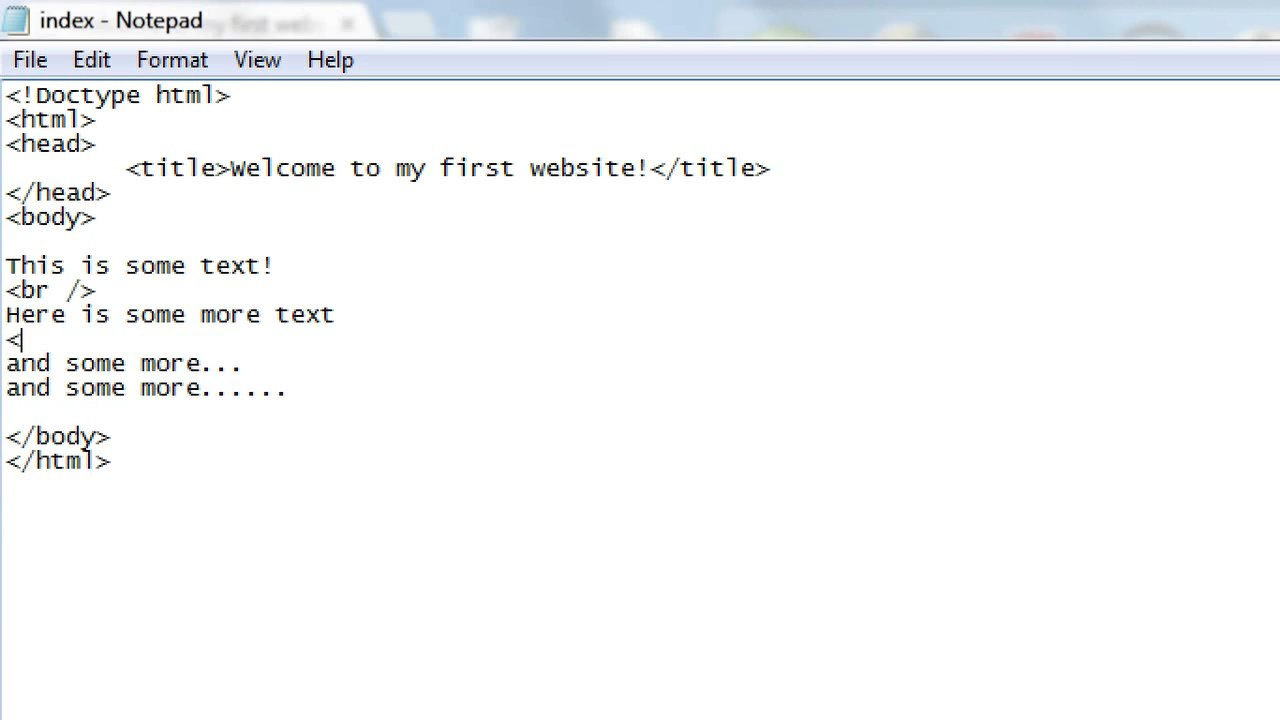 index - Notepad
File Edit Format View Help
<!Doctype html>
<html>
<head>
<title>Welcome to my first website!</title>
</head>
<body>
This is some text!
<br />
Here is some more text
<
and some more...
and some more......
</body>
</html>